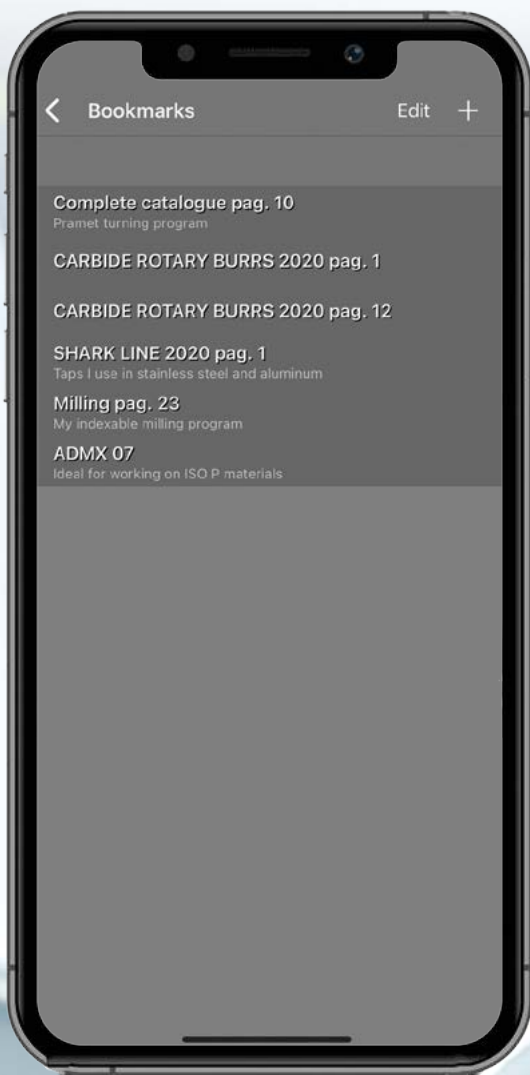 Bookmarks Edit +
Complete catalogue pag. 10
Pramet turning program
CARBIDE ROTARY BURRS 2020 pag. 1
CARBIDE ROTARY BURRS 2020 pag. 12
SHARK LINE 2020 pag. 1
Taps I use in stainless steel and aluminum
Milling pag. 23
My indexable milling program
ADMX 07
Ideal for working on ISO P materials